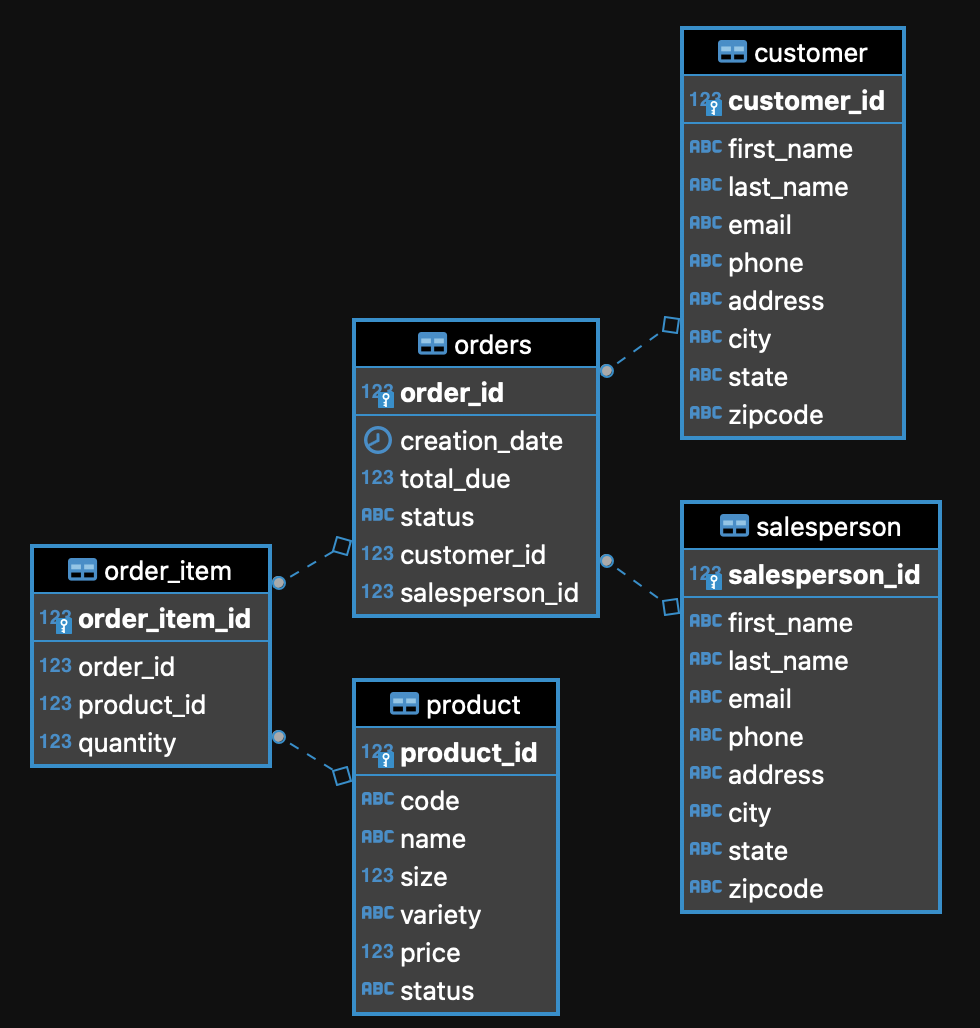 customer
123 customer_id
ABC first_name
ABC last_name
ABC email
ABC phone
ABC address
ABC city
ABC state
ABC zipcode
orders
123 order_id
creation_date
123 total_due
ABC status
123 customer_id
123 salesperson_id
salesperson
123 salesperson_id
ABC first_name
ABC last_name
ABC email
ABC phone
ABC address
ABC city
ABC state
ABC zipcode
order_item
123 order_item_id
123 order_id
123 product_id
123 quantity
product
123 product_id
ABC code
ABC name
123 size
ABC variety
123 price
ABC status